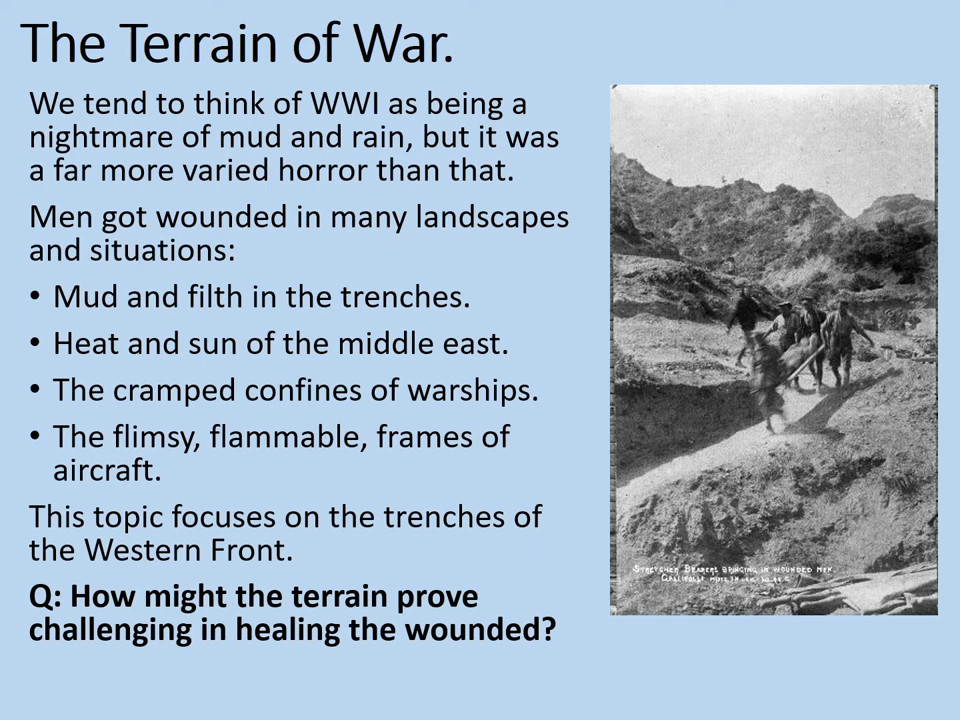 The Terrain of War.
We tend to think of WWI as being a
nightmare of mud and rain, but it was
a far more varied horror than that.
Men got wounded in many landscapes
and situations:
• Mud and filth in the trenches.
• Heat and sun of the middle east.
• The cramped confines of warships.
• The flimsy, flammable, frames of
aircraft.
This topic focuses on the trenches of
the Western Front.
Q: How might the terrain prove
challenging in healing the wounded?
STRETCHER BEARERS BRINGING IN WOUNDED MEN
GALLIPOLI